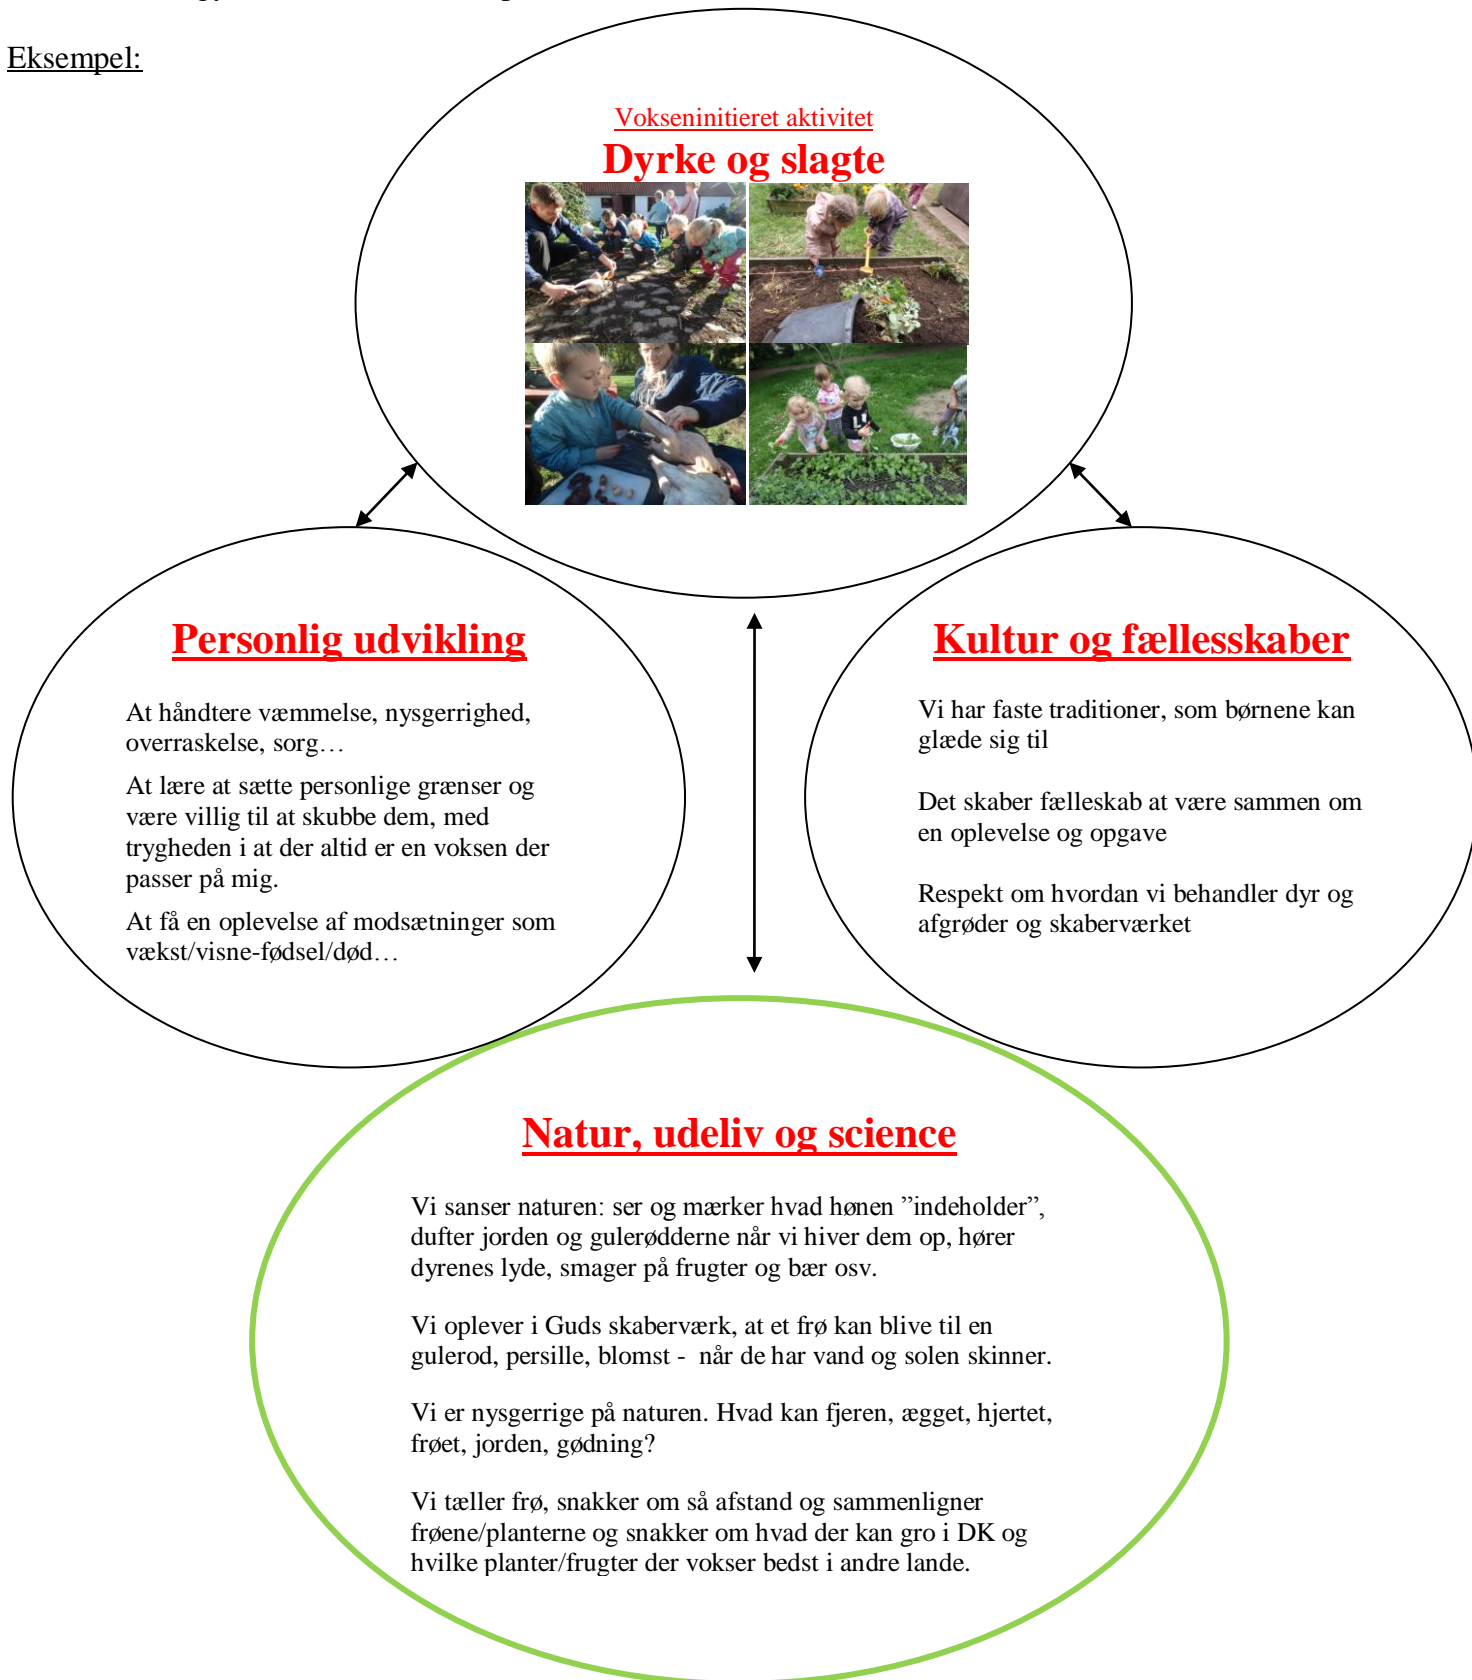 Eksempel:
Vokseninitieret aktivitet
Dyrke og slagte
Personlig udvikling
At håndtere væmmelse, nysgerrighed,
overraskelse, sorg…
At lære at sætte personlige grænser og
være villig til at skubbe dem, med
trygheden i at der altid er en voksen der
passer på mig.
At få en oplevelse af modsætninger som
vækst/visne-fødsel/død…
Kultur og fællesskaber
Vi har faste traditioner, som børnene kan
glæde sig til
Det skaber fælleskab at være sammen om
en oplevelse og opgave
Respekt om hvordan vi behandler dyr og
afgrøder og skaberværket
Natur, udeliv og science
Vi sanser naturen: ser og mærker hvad hønen ”indeholder”,
dufter jorden og gulerødderne når vi hiver dem op, hører
dyrenes lyde, smager på frugter og bær osv.
Vi oplever i Guds skaberværk, at et frø kan blive til en
gulerod, persille, blomst - når de har vand og solen skinner.
Vi er nysgerrige på naturen. Hvad kan fjeren, ægget, hjertet,
frøet, jorden, gødning?
Vi tæller frø, snakker om så afstand og sammenligner
frøene/planterne og snakker om hvad der kan gro i DK og
hvilke planter/frugter der vokser bedst i andre lande.